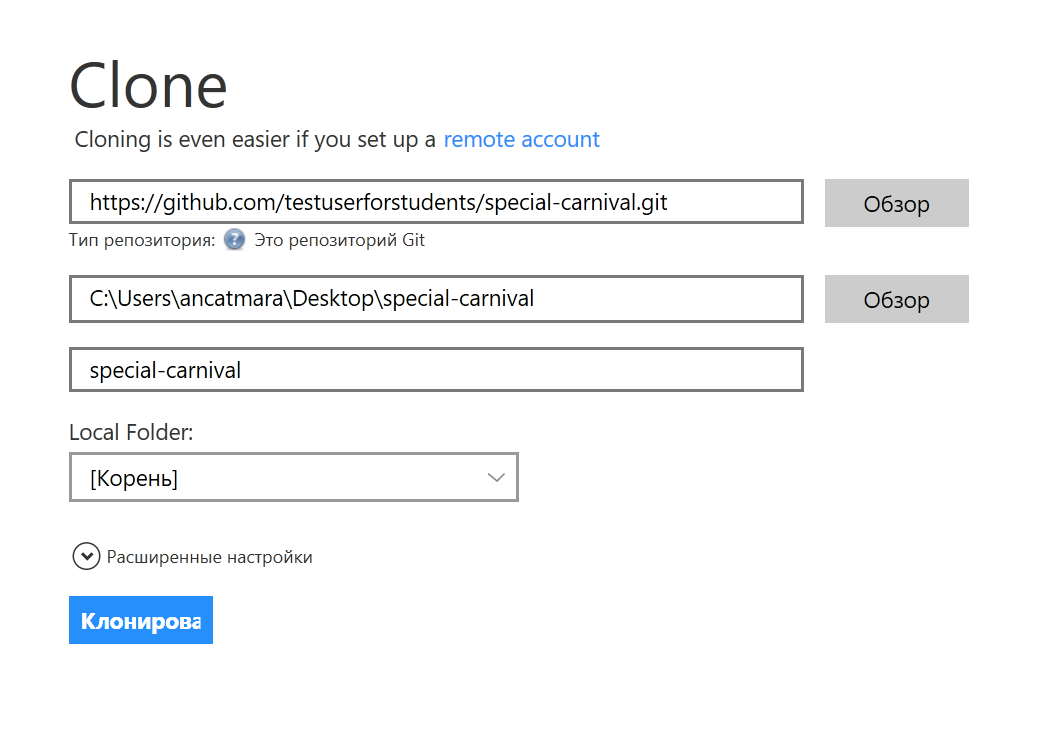 Clone
Cloning is even easier if you set up a remote account
https://github.com/testuserforstudents/special-carnival.git
Обзор
Тип репозитория: ? Это репозиторий Git
C:\Users\ancatmara\Desktop\special-carnival
Обзор
special-carnival
Local Folder:
[Корень]
Расширенные настройки
Клонирова